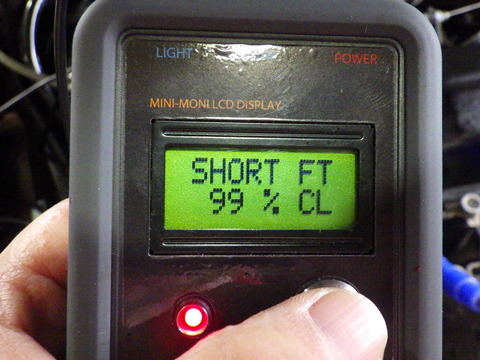 LIGHT POWER
MINI-MONI LCD DISPLAY
SHORT FT
99 % CL